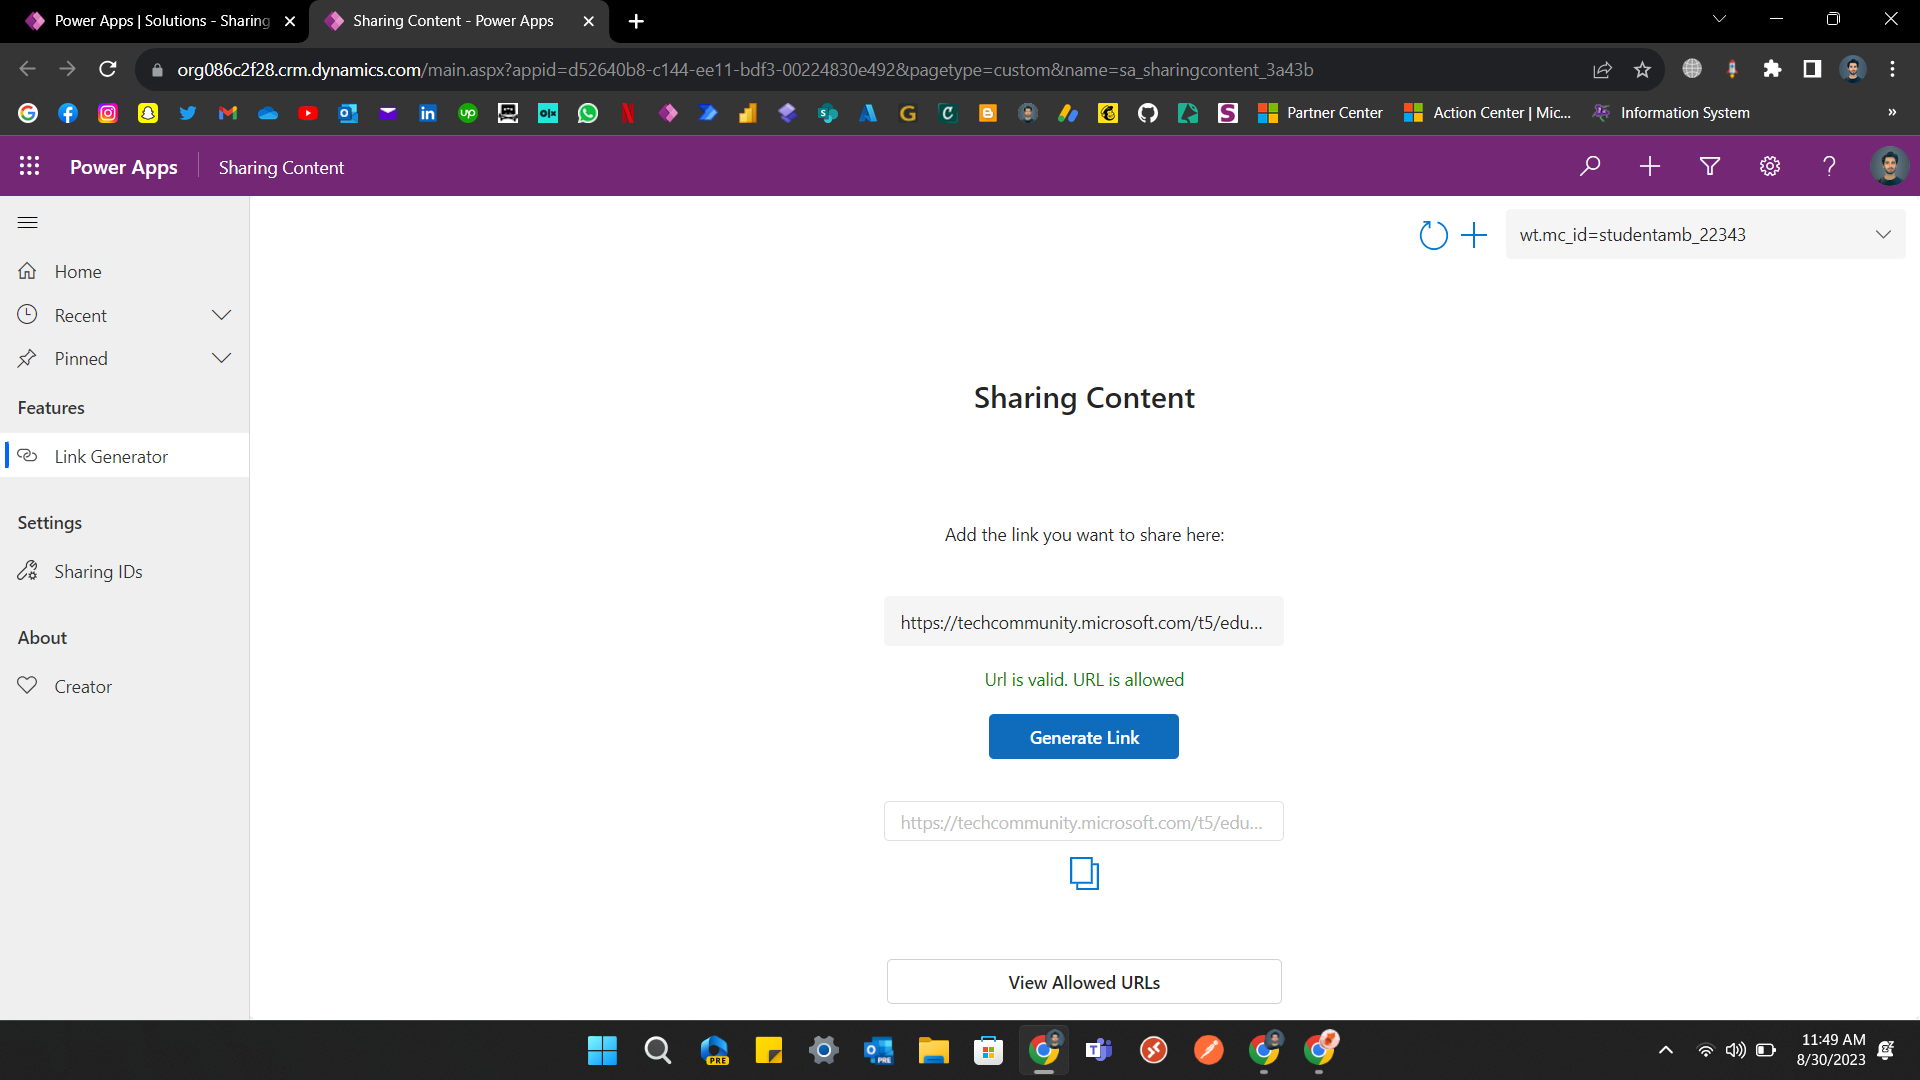 Power Apps | Solutions - Sharing
Sharing Content - Power Apps
org086c2f28.crm.dynamics.com/main.aspx?appid=d52640b8-c144-ee11-bdf3-00224830e492&pagetype=custom&name=sa_sharingcontent_3a43b
Partner Center
Action Center | Mic...
Information System
»
Power Apps
Sharing Content
wt.mc_id=studentamb_22343
Home
Recent
Pinned
Features
Link Generator
Settings
Sharing IDs
About
Creator
Sharing Content
Add the link you want to share here:
https://techcommunity.microsoft.com/t5/edu...
Url is valid. URL is allowed
Generate Link
https://techcommunity.microsoft.com/t5/edu...
View Allowed URLs
11:49 AM
8/30/2023